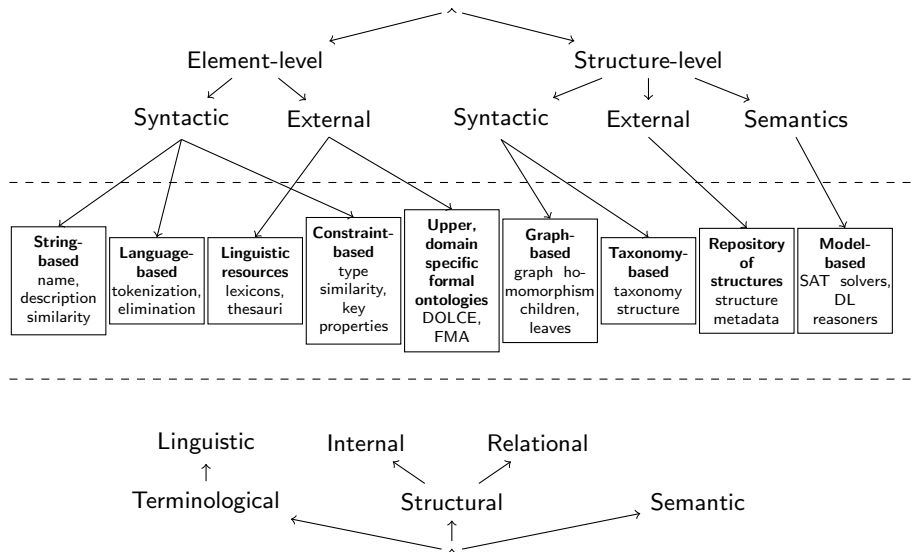 Element-level
Structure-level
Syntactic
External
Syntactic
External
Semantics
String-
based
name,
description
similarity
Language-
based
tokenization,
elimination
Linguistic
resources
lexicons,
thesauri
Constraint-
based
type
similarity,
key
properties
Upper,
domain
specific
formal
ontologies
DOLCE,
FMA
Graph-
based
graph ho-
momorphism
children,
leaves
Taxonomy-
based
taxonomy
structure
Repository
of
structures
structure
metadata
Model-
based
SAT solvers,
DL
reasoners
Linguistic
Internal
Relational
Terminological
Structural
Semantic